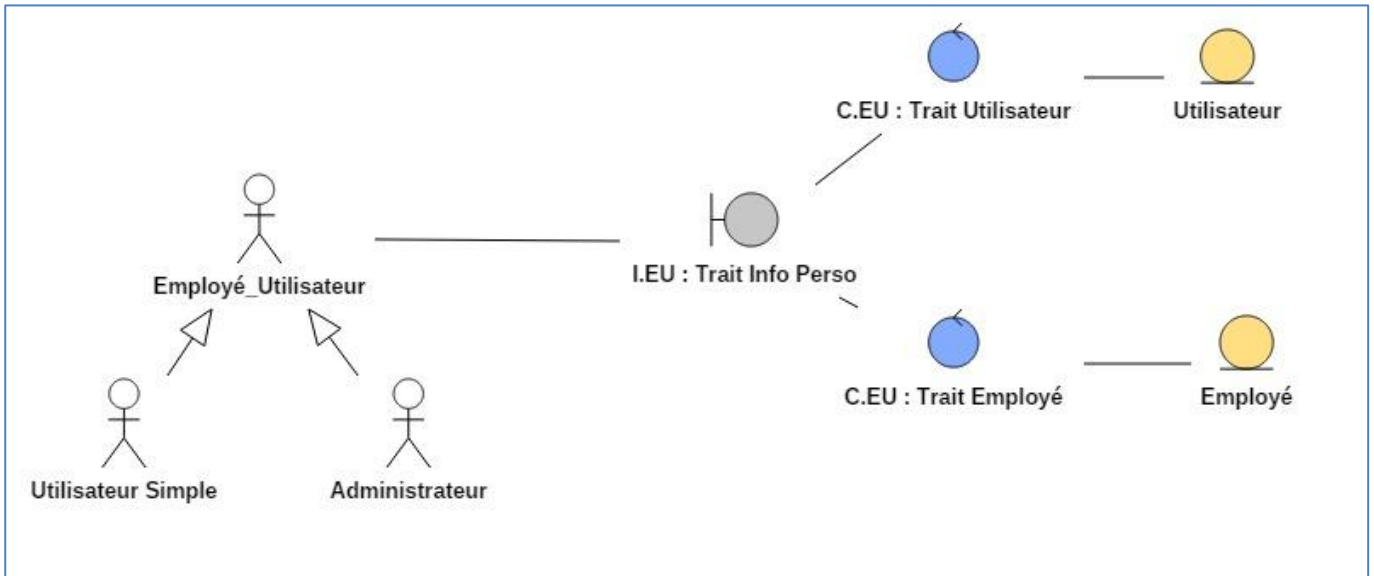 C.EU : Trait Utilisateur
Utilisateur
Employé_Utilisateur
I.EU : Trait Info Perso
C.EU : Trait Employé
Employé
Utilisateur Simple
Administrateur